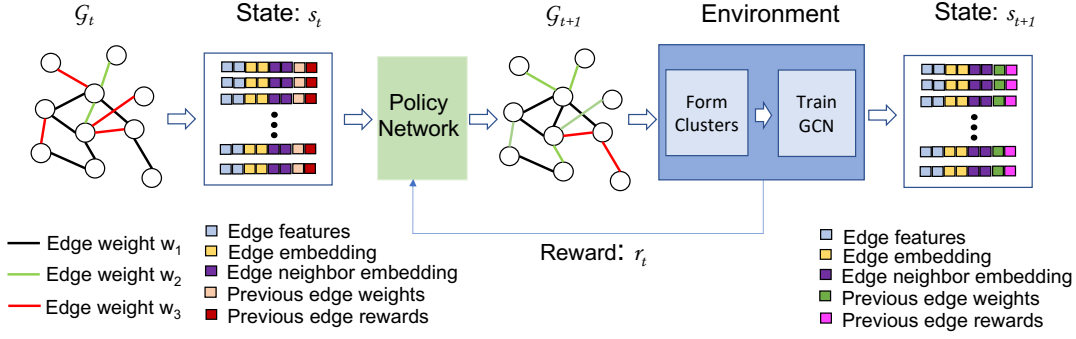 𝒢t
State: st
𝒢t+1
Environment
State: st+1
Policy
Network
Form
Clusters
Train
GCN
Reward: rt
Edge weight w1
Edge weight w2
Edge weight w3
Edge features
Edge embedding
Edge neighbor embedding
Previous edge weights
Previous edge rewards
Edge features
Edge embedding
Edge neighbor embedding
Previous edge weights
Previous edge rewards